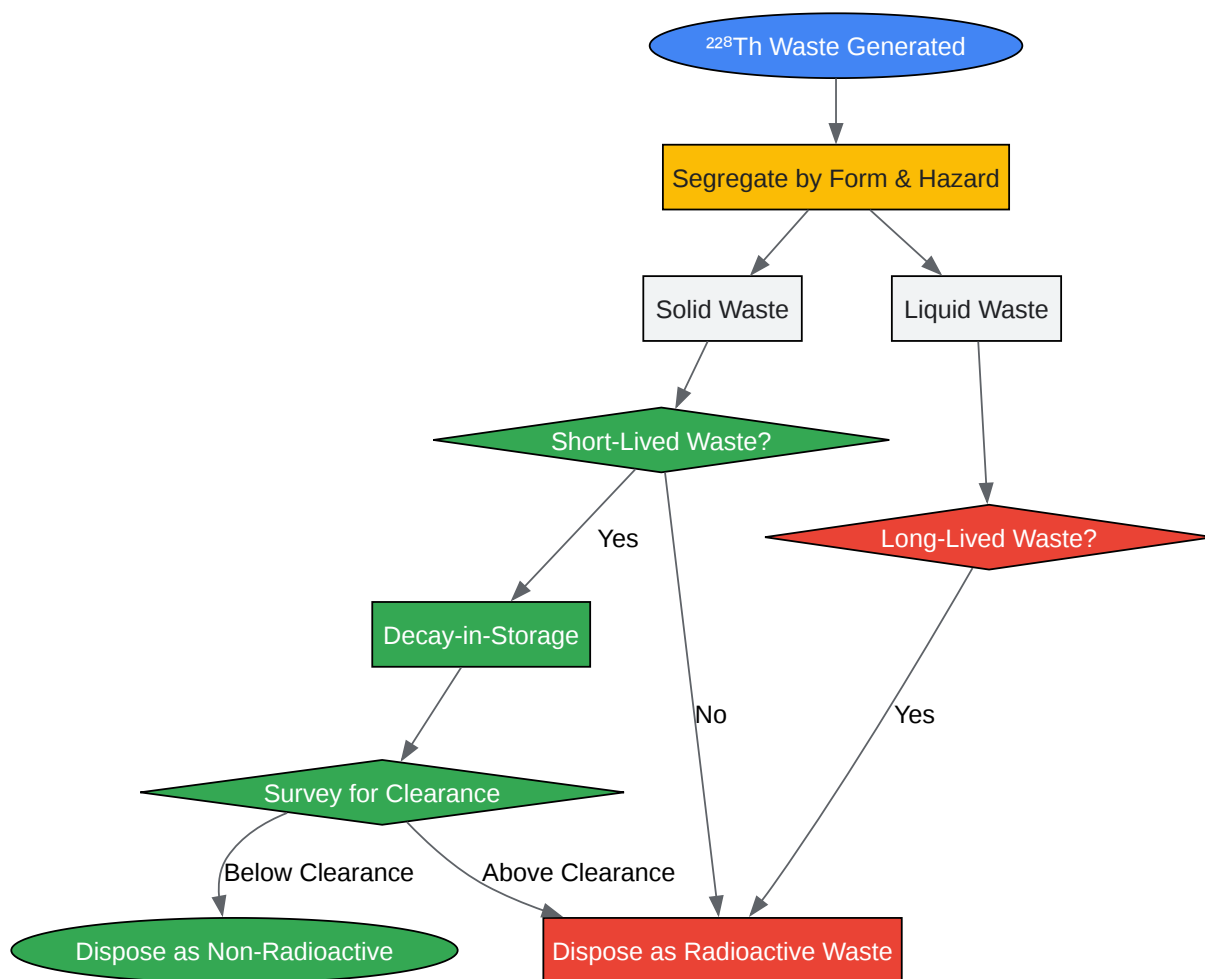 ²²⁸Th Waste Generated
Segregate by Form & Hazard
Solid Waste
Liquid Waste
Short-Lived Waste?
Long-Lived Waste?
Yes
Decay-in-Storage
No
Yes
Survey for Clearance
Below Clearance
Above Clearance
Dispose as Non-Radioactive
Dispose as Radioactive Waste